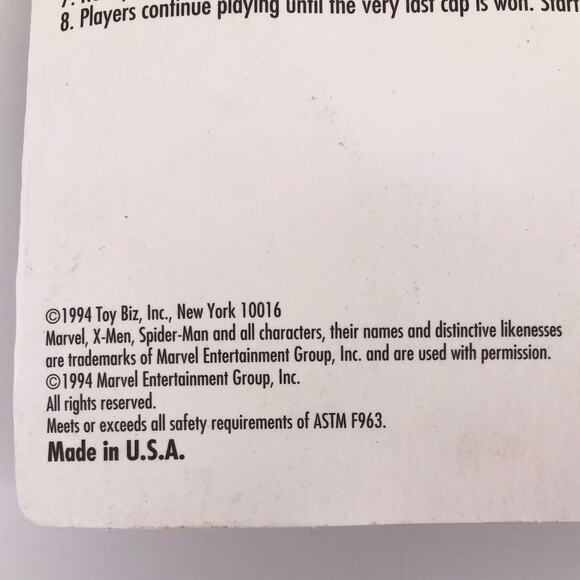 8. Players continue playing until the very last cap is won. Start
©1994 Toy Biz, Inc., New York 10016
Marvel, X-Men, Spider-Man and all characters, their names and distinctive likenesses
are trademarks of Marvel Entertainment Group, Inc. and are used with permission.
©1994 Marvel Entertainment Group, Inc.
All rights reserved.
Meets or exceeds all safety requirements of ASTM F963.
Made in U.S.A.